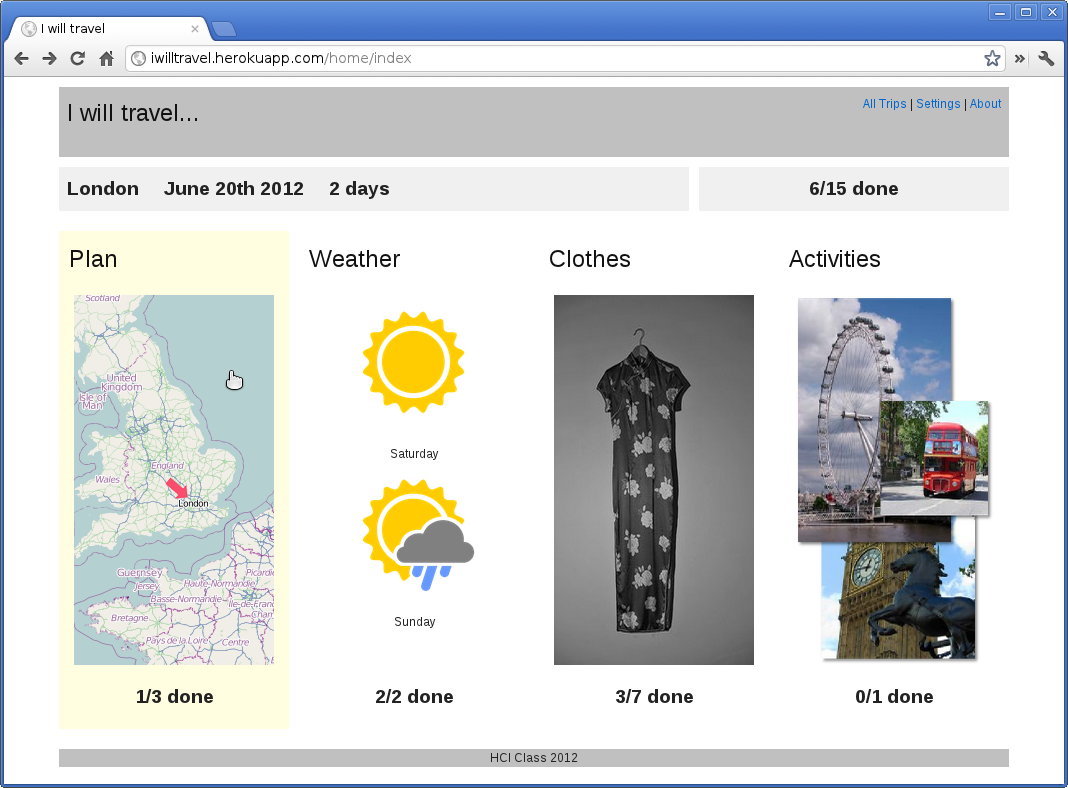 I will travel
iwilltravel.herokuapp.com/home/index
I will travel...
All Trips | Settings | About
London June 20th 2012 2 days
6/15 done
Plan
Weather
Clothes
Activities
Scotland
United
Kingdom
Isle of
Man
England
Wales
London
Guernsey
Jersey
Picardie
Haute-Normandie
Basse-Normandie
Île-de-Franc
Cham
Bretagne
Pays de la Loire
Centre
Saturday
Sunday
1/3 done
2/2 done
3/7 done
0/1 done
HCI Class 2012